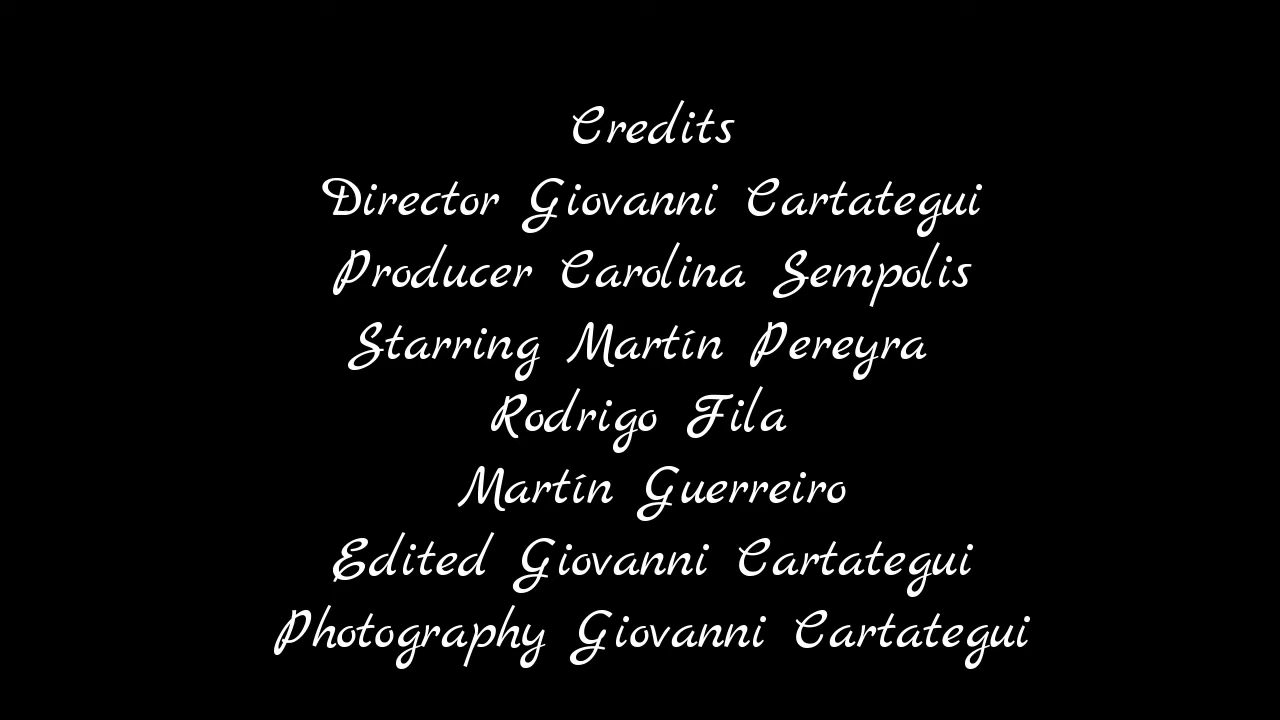 Credits
Director Giovanni Cartategui
Producer Carolina Sempolis
Starring Martín Pereyra
Rodrigo Fila
Martín Guerreiro
Edited Giovanni Cartategui
Photography Giovanni Cartategui